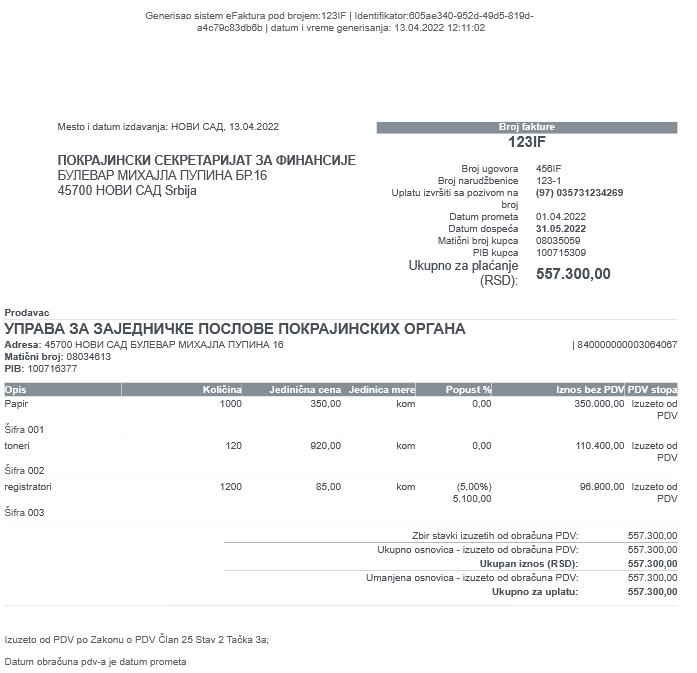 Generisao sistem eFaktura pod brojem:123IF | Identifikator:605ae340-952d-49d5-819d-
a4c79c83db6b | datum i vreme generisanja: 13.04.2022 12:11:02
Mesto i datum izdavanja: НОВИ САД, 13.04.2022
ПОКРАЈИНСКИ СЕКРЕТАРИЈАТ ЗА ФИНАНСИЈЕ
БУЛЕВАР МИХАЈЛА ПУПИНА БР.16
45700 НОВИ САД Srbija
Broj fakture
123IF
Broj ugovora 456IF
Broj narudžbenice 123-1
Uplatu izvršiti sa pozivom na (97) 035731234269
broj
Datum prometa 01.04.2022
Datum dospeća 31.05.2022
Matični broj kupca 08035059
PIB kupca 100715309
Ukupno za plaćanje 557.300,00
(RSD):
Prodavac
УПРАВА ЗА ЗАЈЕДНИЧКЕ ПОСЛОВЕ ПОКРАЈИНСКИХ ОРГАНА
Adresa: 45700 НОВИ САД БУЛЕВАР МИХАЈЛА ПУПИНА 16 | 840000000003064067
Matični broj: 08034613
PIB: 100716377
Opis Količina Jedinična cena Jedinica mere Popust % Iznos bez PDV PDV stopa
Papir 1000 350,00 kom 0,00 350.000,00 Izuzeto od
PDV
Šifra 001
toneri 120 920,00 kom 0,00 110.400,00 Izuzeto od
PDV
Šifra 002
registratori 1200 85,00 kom (5,00%) 96.900,00 Izuzeto od
5.100,00 PDV
Šifra 003
Zbir stavki izuzetih od obračuna PDV: 557.300,00
Ukupno osnovica - izuzeto od obračuna PDV: 557.300,00
Ukupan iznos (RSD): 557.300,00
Umanjena osnovica - izuzeto od obračuna PDV: 557.300,00
Ukupno za uplatu: 557.300,00
Izuzeto od PDV po Zakonu o PDV Član 25 Stav 2 Tačka 3a;
Datum obračuna pdv-a je datum prometa